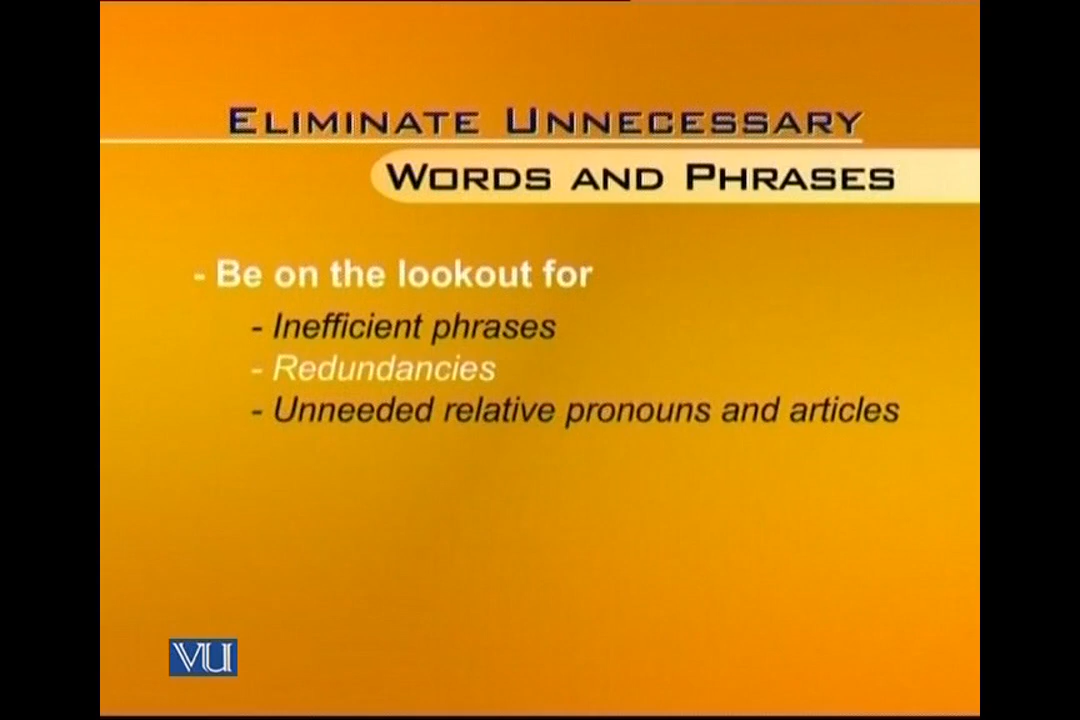 ELIMINATE UNNECESSARY
WORDS AND PHRASES
- Be on the lookout for
- Inefficient phrases
- Redundancies
- Unneeded relative pronouns and articles
VU